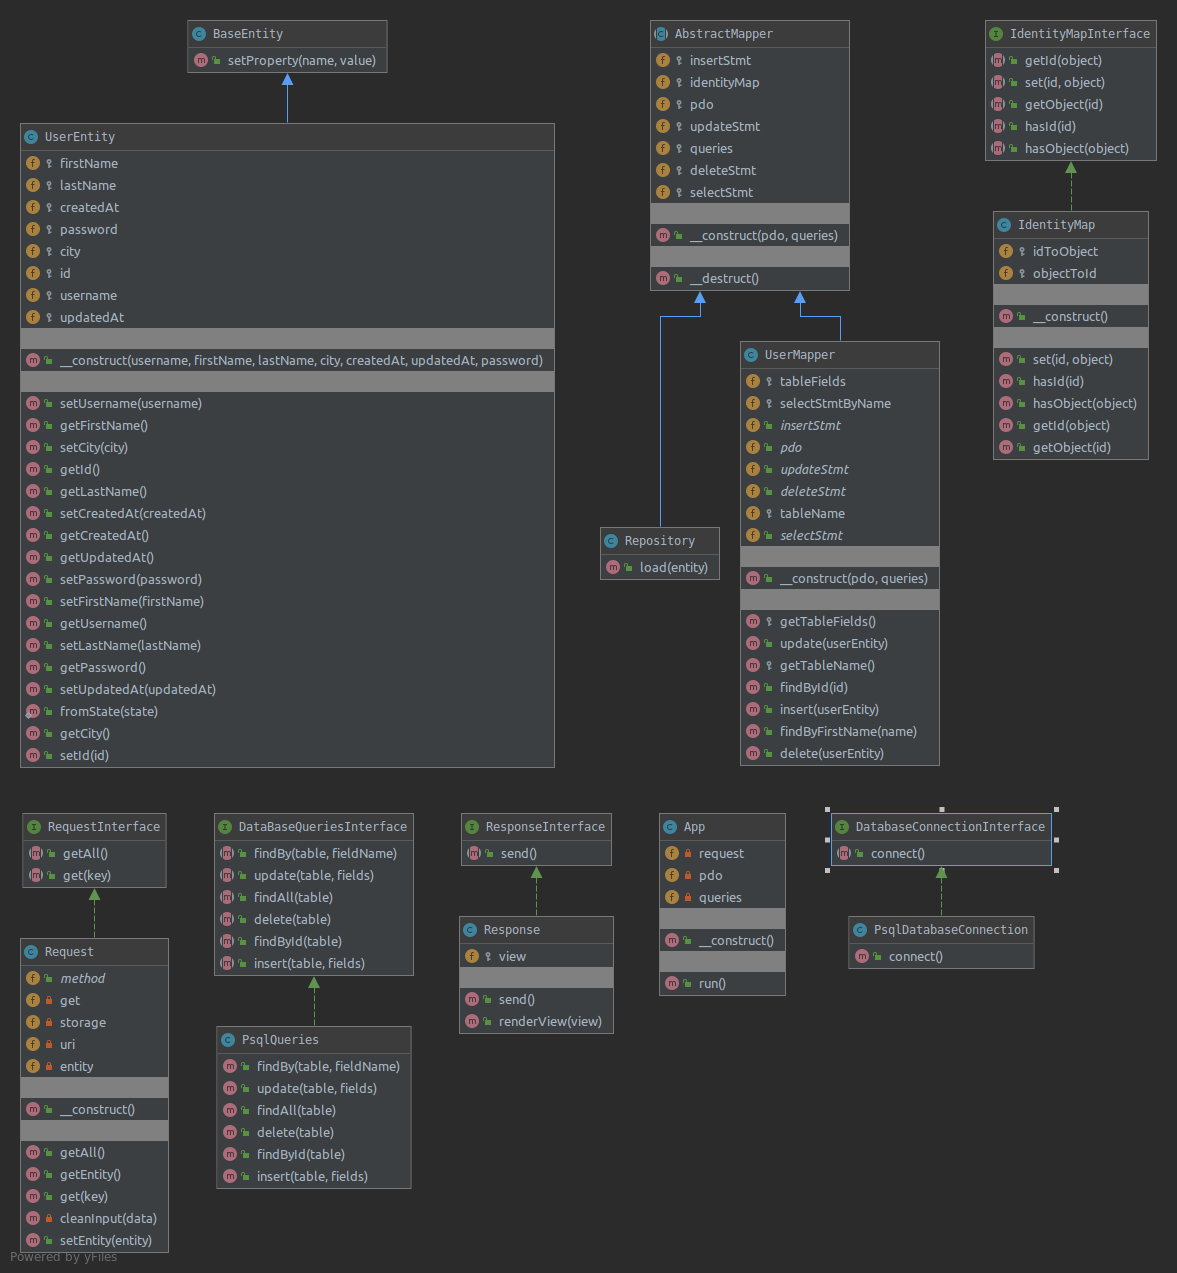 BaseEntity
setProperty(name, value)
UserEntity
firstName
lastName
createdAt
password
city
id
username
updatedAt
__construct(username, firstName, lastName, city, createdAt, updatedAt, password)
setUsername(username)
getFirstName()
setCity(city)
getId()
getLastName()
setCreatedAt(createdAt)
getCreatedAt()
getUpdatedAt()
setPassword(password)
setFirstName(firstName)
getUsername()
setLastName(lastName)
getPassword()
setUpdatedAt(updatedAt)
fromState(state)
getCity()
setId(id)
AbstractMapper
insertStmt
identityMap
pdo
updateStmt
queries
deleteStmt
selectStmt
__construct(pdo, queries)
__destruct()
Repository
load(entity)
UserMapper
tableFields
selectStmtByName
insertStmt
pdo
updateStmt
deleteStmt
tableName
selectStmt
__construct(pdo, queries)
getTableFields()
update(userEntity)
getTableName()
findById(id)
insert(userEntity)
findByFirstName(name)
delete(userEntity)
IdentityMapInterface
getId(object)
set(id, object)
getObject(id)
hasId(id)
hasObject(object)
IdentityMap
idToObject
objectToId
__construct()
set(id, object)
hasId(id)
hasObject(object)
getId(object)
getObject(id)
RequestInterface
getAll()
get(key)
Request
method
get
storage
uri
entity
__construct()
getAll()
getEntity()
get(key)
cleanInput(data)
setEntity(entity)
DataBaseQueriesInterface
findBy(table, fieldName)
update(table, fields)
findAll(table)
delete(table)
findById(table)
insert(table, fields)
PsqlQueries
findBy(table, fieldName)
update(table, fields)
findAll(table)
delete(table)
findById(table)
insert(table, fields)
ResponseInterface
send()
Response
view
send()
renderView(view)
App
request
pdo
queries
__construct()
run()
DatabaseConnectionInterface
connect()
PsqlDatabaseConnection
connect()
Powered by yFiles